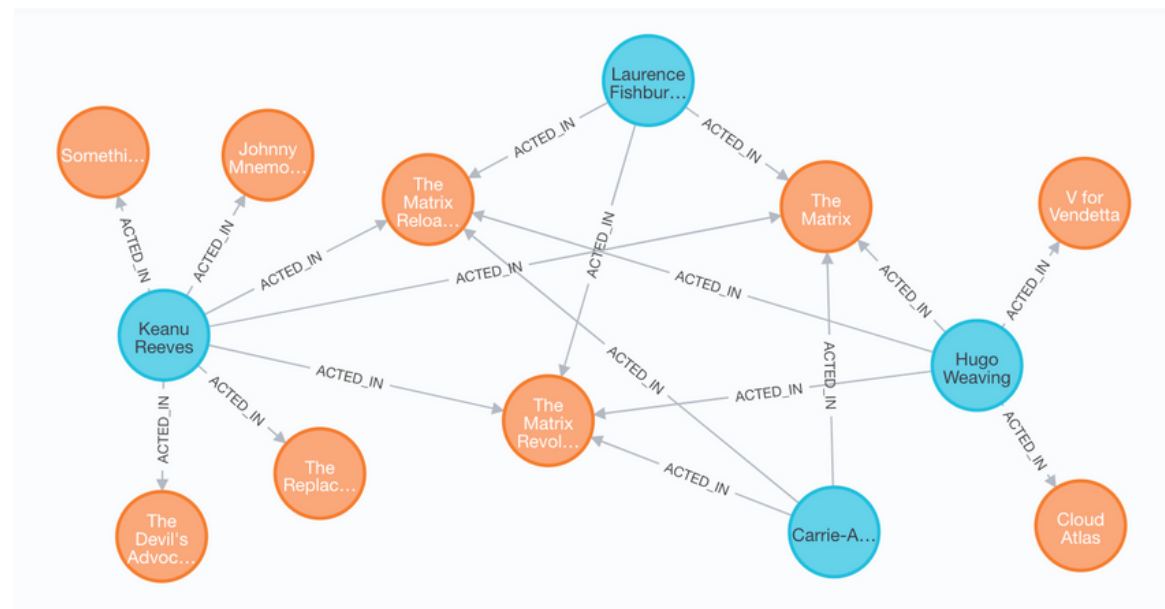 Laurence
Fishbur...
ACTED_IN
ACTED_IN
Somethi...
Johnny
Mnemo...
The
Matrix
Reloa...
The
Matrix
V for
Vendetta
ACTED_IN
ACTED_IN
ACTED_IN
ACTED_IN
ACTED_IN
ACTED_IN
ACTED_IN
ACTED_IN
ACTED_IN
Keanu
Reeves
Hugo
Weaving
ACTED_IN
ACTED_IN
ACTED_IN
ACTED_IN
ACTED_IN
ACTED_IN
The
Matrix
Revol...
ACTED_IN
ACTED_IN
The
Replac...
ACTED_IN
The
Devil's
Advoc...
Carrie-A...
Cloud
Atlas